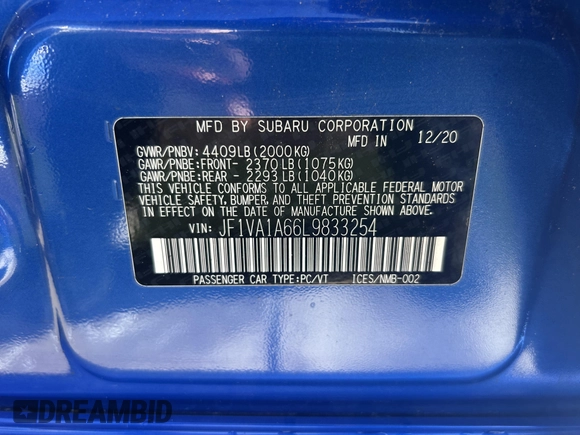 MFD BY SUBARU CORPORATION
MFD IN 12/20
GVWR/PNBV: 4409LB(2000KG)
GAWR/PNBE:FRONT- 2370LB(1075KG)
GAWR/PNBE:REAR - 2293LB(1040KG)
THIS VEHICLE CONFORMS TO ALL APPLICABLE FEDERAL MOTOR
VEHICLE SAFETY, BUMPER, AND THEFT PREVENTION STANDARDS
IN EFFECT ON THE DATE OF MANUFACTURE SHOWN ABOVE.
VIN: JF1VA1A66L9833254
PASSENGER CAR TYPE:PC/VT ICES/NMB-002
DREAMBID